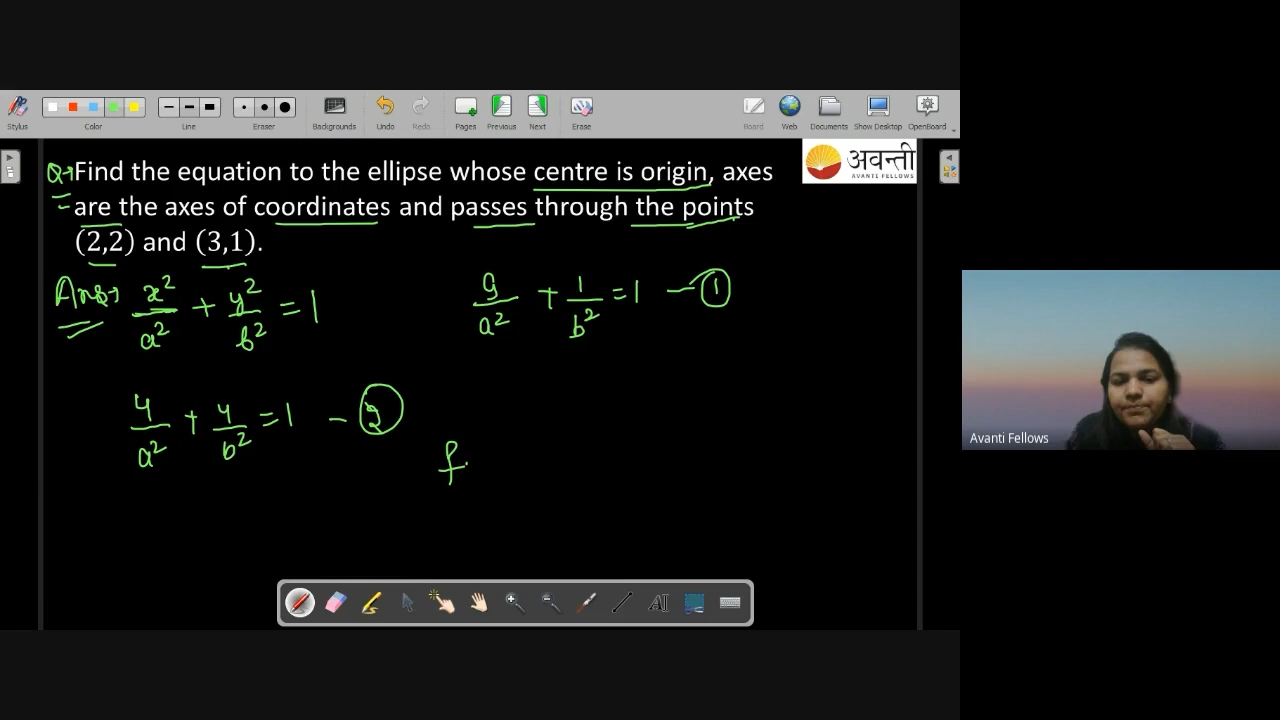 Stylus Color Line Eraser Backgrounds Undo Redo Pages Previous Next Erase Board Web Documents Show Desktop OpenBoard
Q→Find the equation to the ellipse whose centre is origin, axes
are the axes of coordinates and passes through the points
(2,2) and (3,1).
अवन्ती
AVANTI FELLOWS
Ans→ x²/a² + y²/b² = 1
9/a² + 1/b² = 1 — ①
4/a² + 4/b² = 1 — ②
f
AI
Avanti Fellows